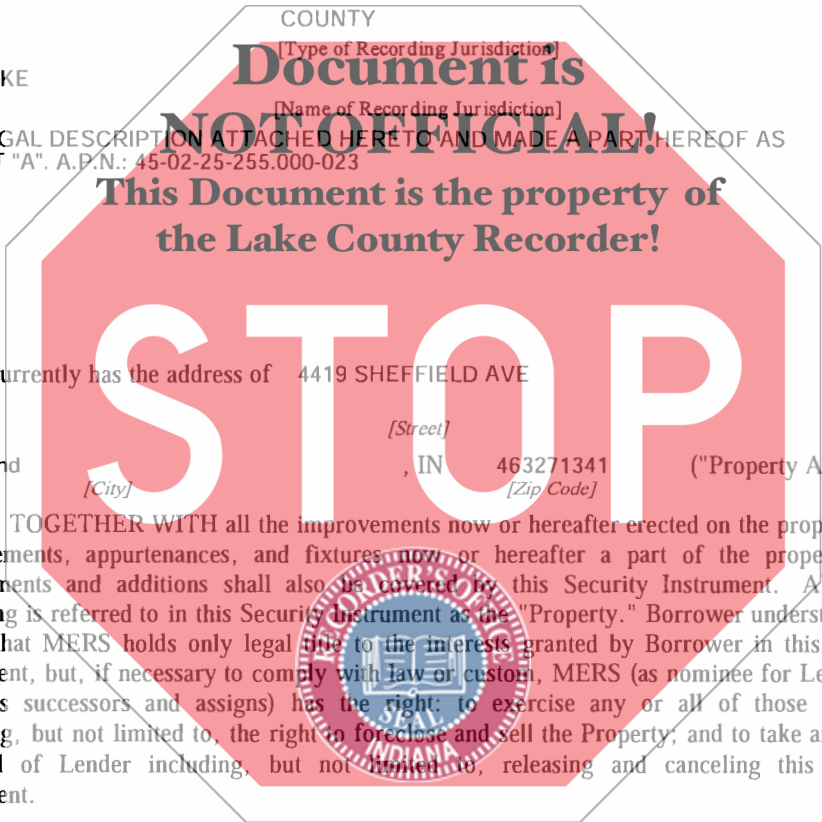 COUNTY
[Type of Recording Jurisdiction]
Document is
KE
[Name of Recording Jurisdiction]
NOT OFFICIAL!
GAL DESCRIPTION ATTACHED HERETO AND MADE A PART HEREOF AS
"A". A.P.N.: 45-02-25-255.000-023
This Document is the property of
the Lake County Recorder!
STOP
urrently has the address of 4419 SHEFFIELD AVE
[Street]
nd , IN 463271341 ("Property A
[City] [Zip Code]
TOGETHER WITH all the improvements now or hereafter erected on the prop
ements, appurtenances, and fixtures now or hereafter a part of the prope
ments and additions shall also be covered by this Security Instrument. A
ng is referred to in this Security Instrument as the "Property." Borrower underst
hat MERS holds only legal title to the interests granted by Borrower in this
ent, but, if necessary to comply with law or custom, MERS (as nominee for Le
s successors and assigns) has the right: to exercise any or all of those
g, but not limited to, the right to foreclose and sell the Property; and to take a
l of Lender including, but not limited to, releasing and canceling this
ent.
RECORDER'S OFFICE
SEAL
INDIANA